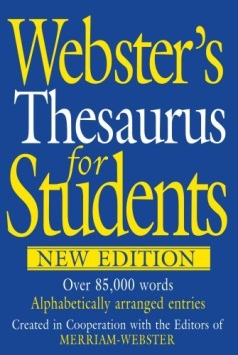 Webster's
Thesaurus
for
Students
NEW EDITION
Over 85,000 words
Alphabetically arranged entries
Created in Cooperation with the Editors of
MERRIAM-WEBSTER